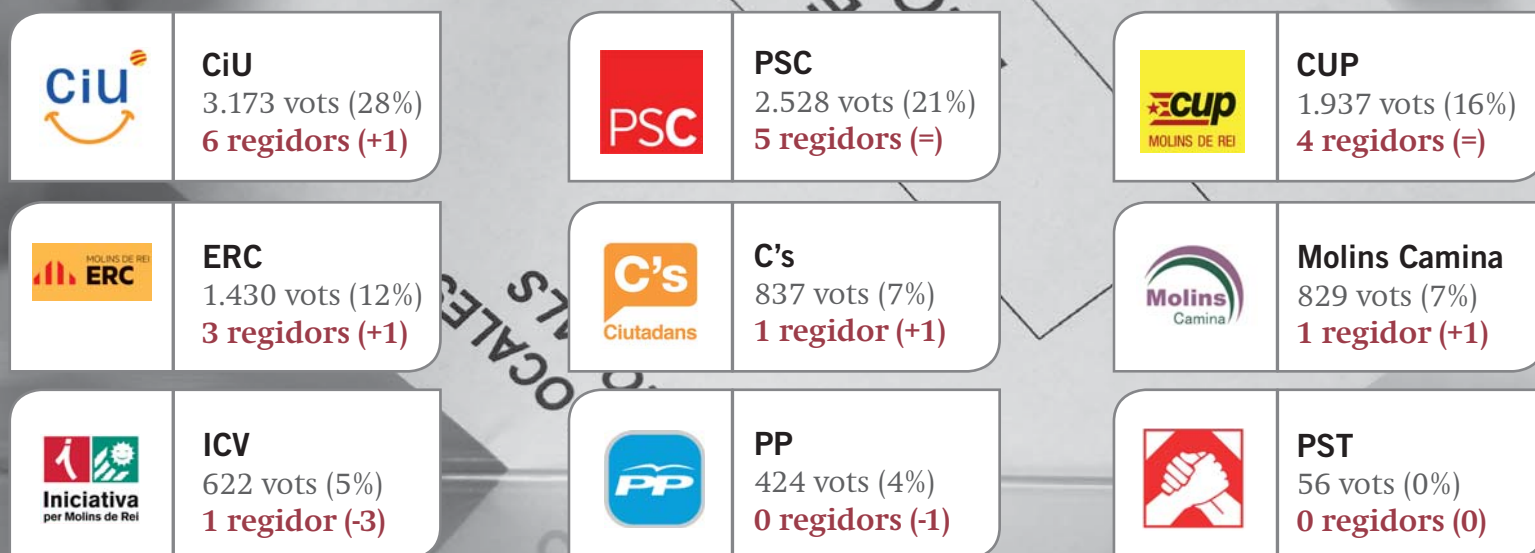 CiU
CiU
3.173 vots (28%)
6 regidors (+1)
PSC
PSC
2.528 vots (21%)
5 regidors (=)
cup
MOLINS DE REI
CUP
1.937 vots (16%)
4 regidors (=)
MOLINS DE REI
ERC
ERC
1.430 vots (12%)
3 regidors (+1)
C's
Ciutadans
C's
837 vots (7%)
1 regidor (+1)
Molins
Camina
Molins Camina
829 vots (7%)
1 regidor (+1)
i
Iniciativa
per Molins de Rei
ICV
622 vots (5%)
1 regidor (-3)
PP
PP
424 vots (4%)
0 regidors (-1)
PST
56 vots (0%)
0 regidors (0)